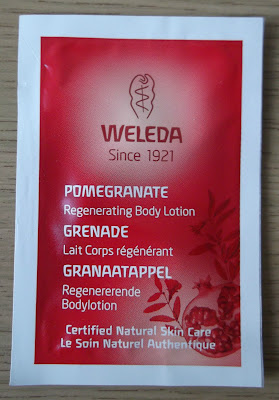 WELEDA
Since 1921
POMEGRANATE
Regenerating Body Lotion
GRENADE
Lait Corps régénérant
GRANAATAPPEL
Regenererende
Bodylotion
Certified Natural Skin Care
Le Soin Naturel Authentique